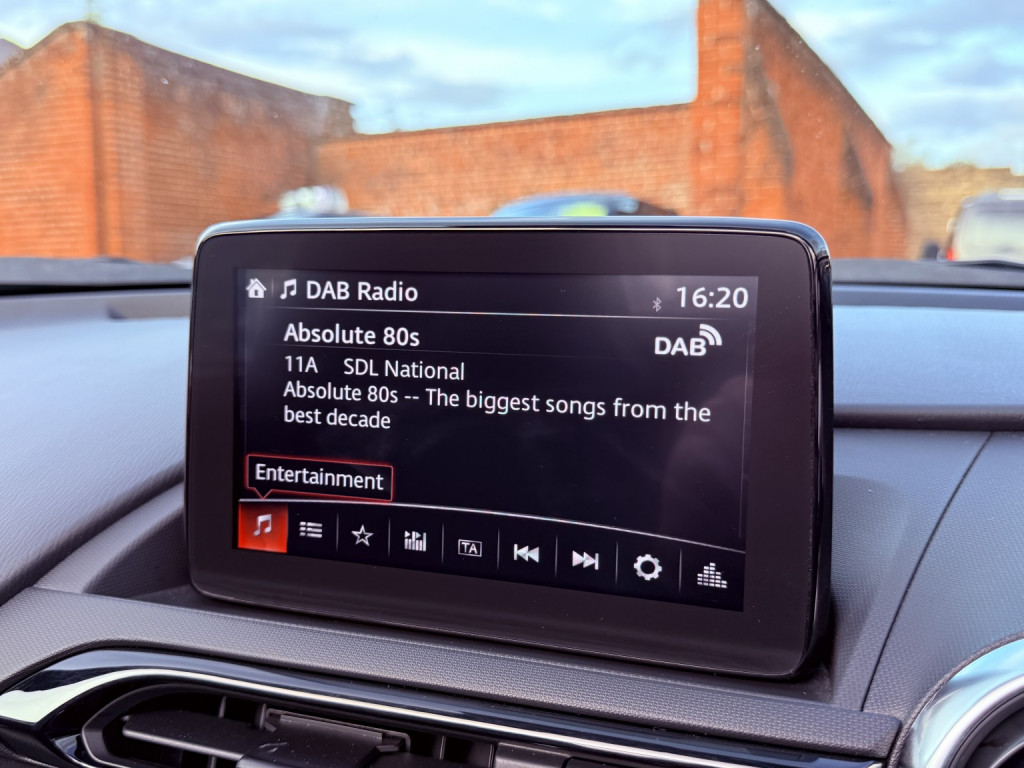 DAB Radio
16:20
Absolute 80s
DAB
11A SDL National
Absolute 80s -- The biggest songs from the
best decade
Entertainment
TA